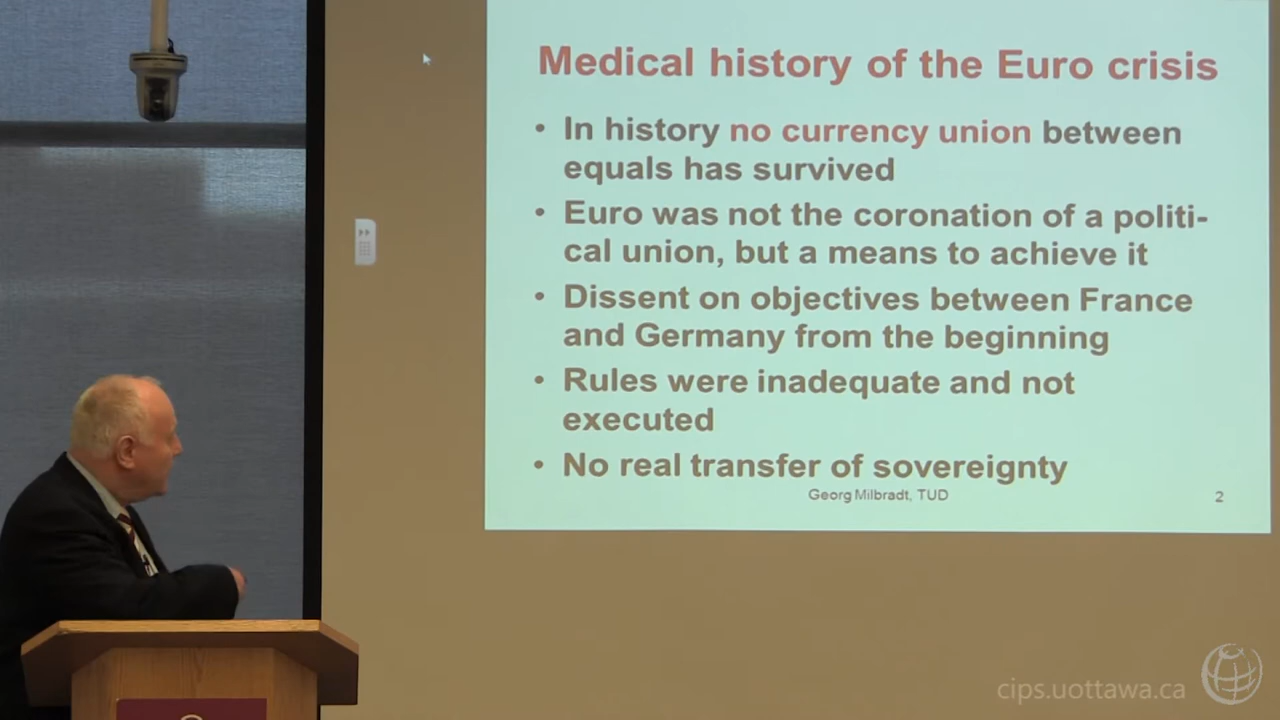 Medical history of the Euro crisis
• In history no currency union between
equals has survived
• Euro was not the coronation of a politi-
cal union, but a means to achieve it
• Dissent on objectives between France
and Germany from the beginning
• Rules were inadequate and not
executed
• No real transfer of sovereignty
Georg Milbradt, TUD
2
cips.uottawa.ca